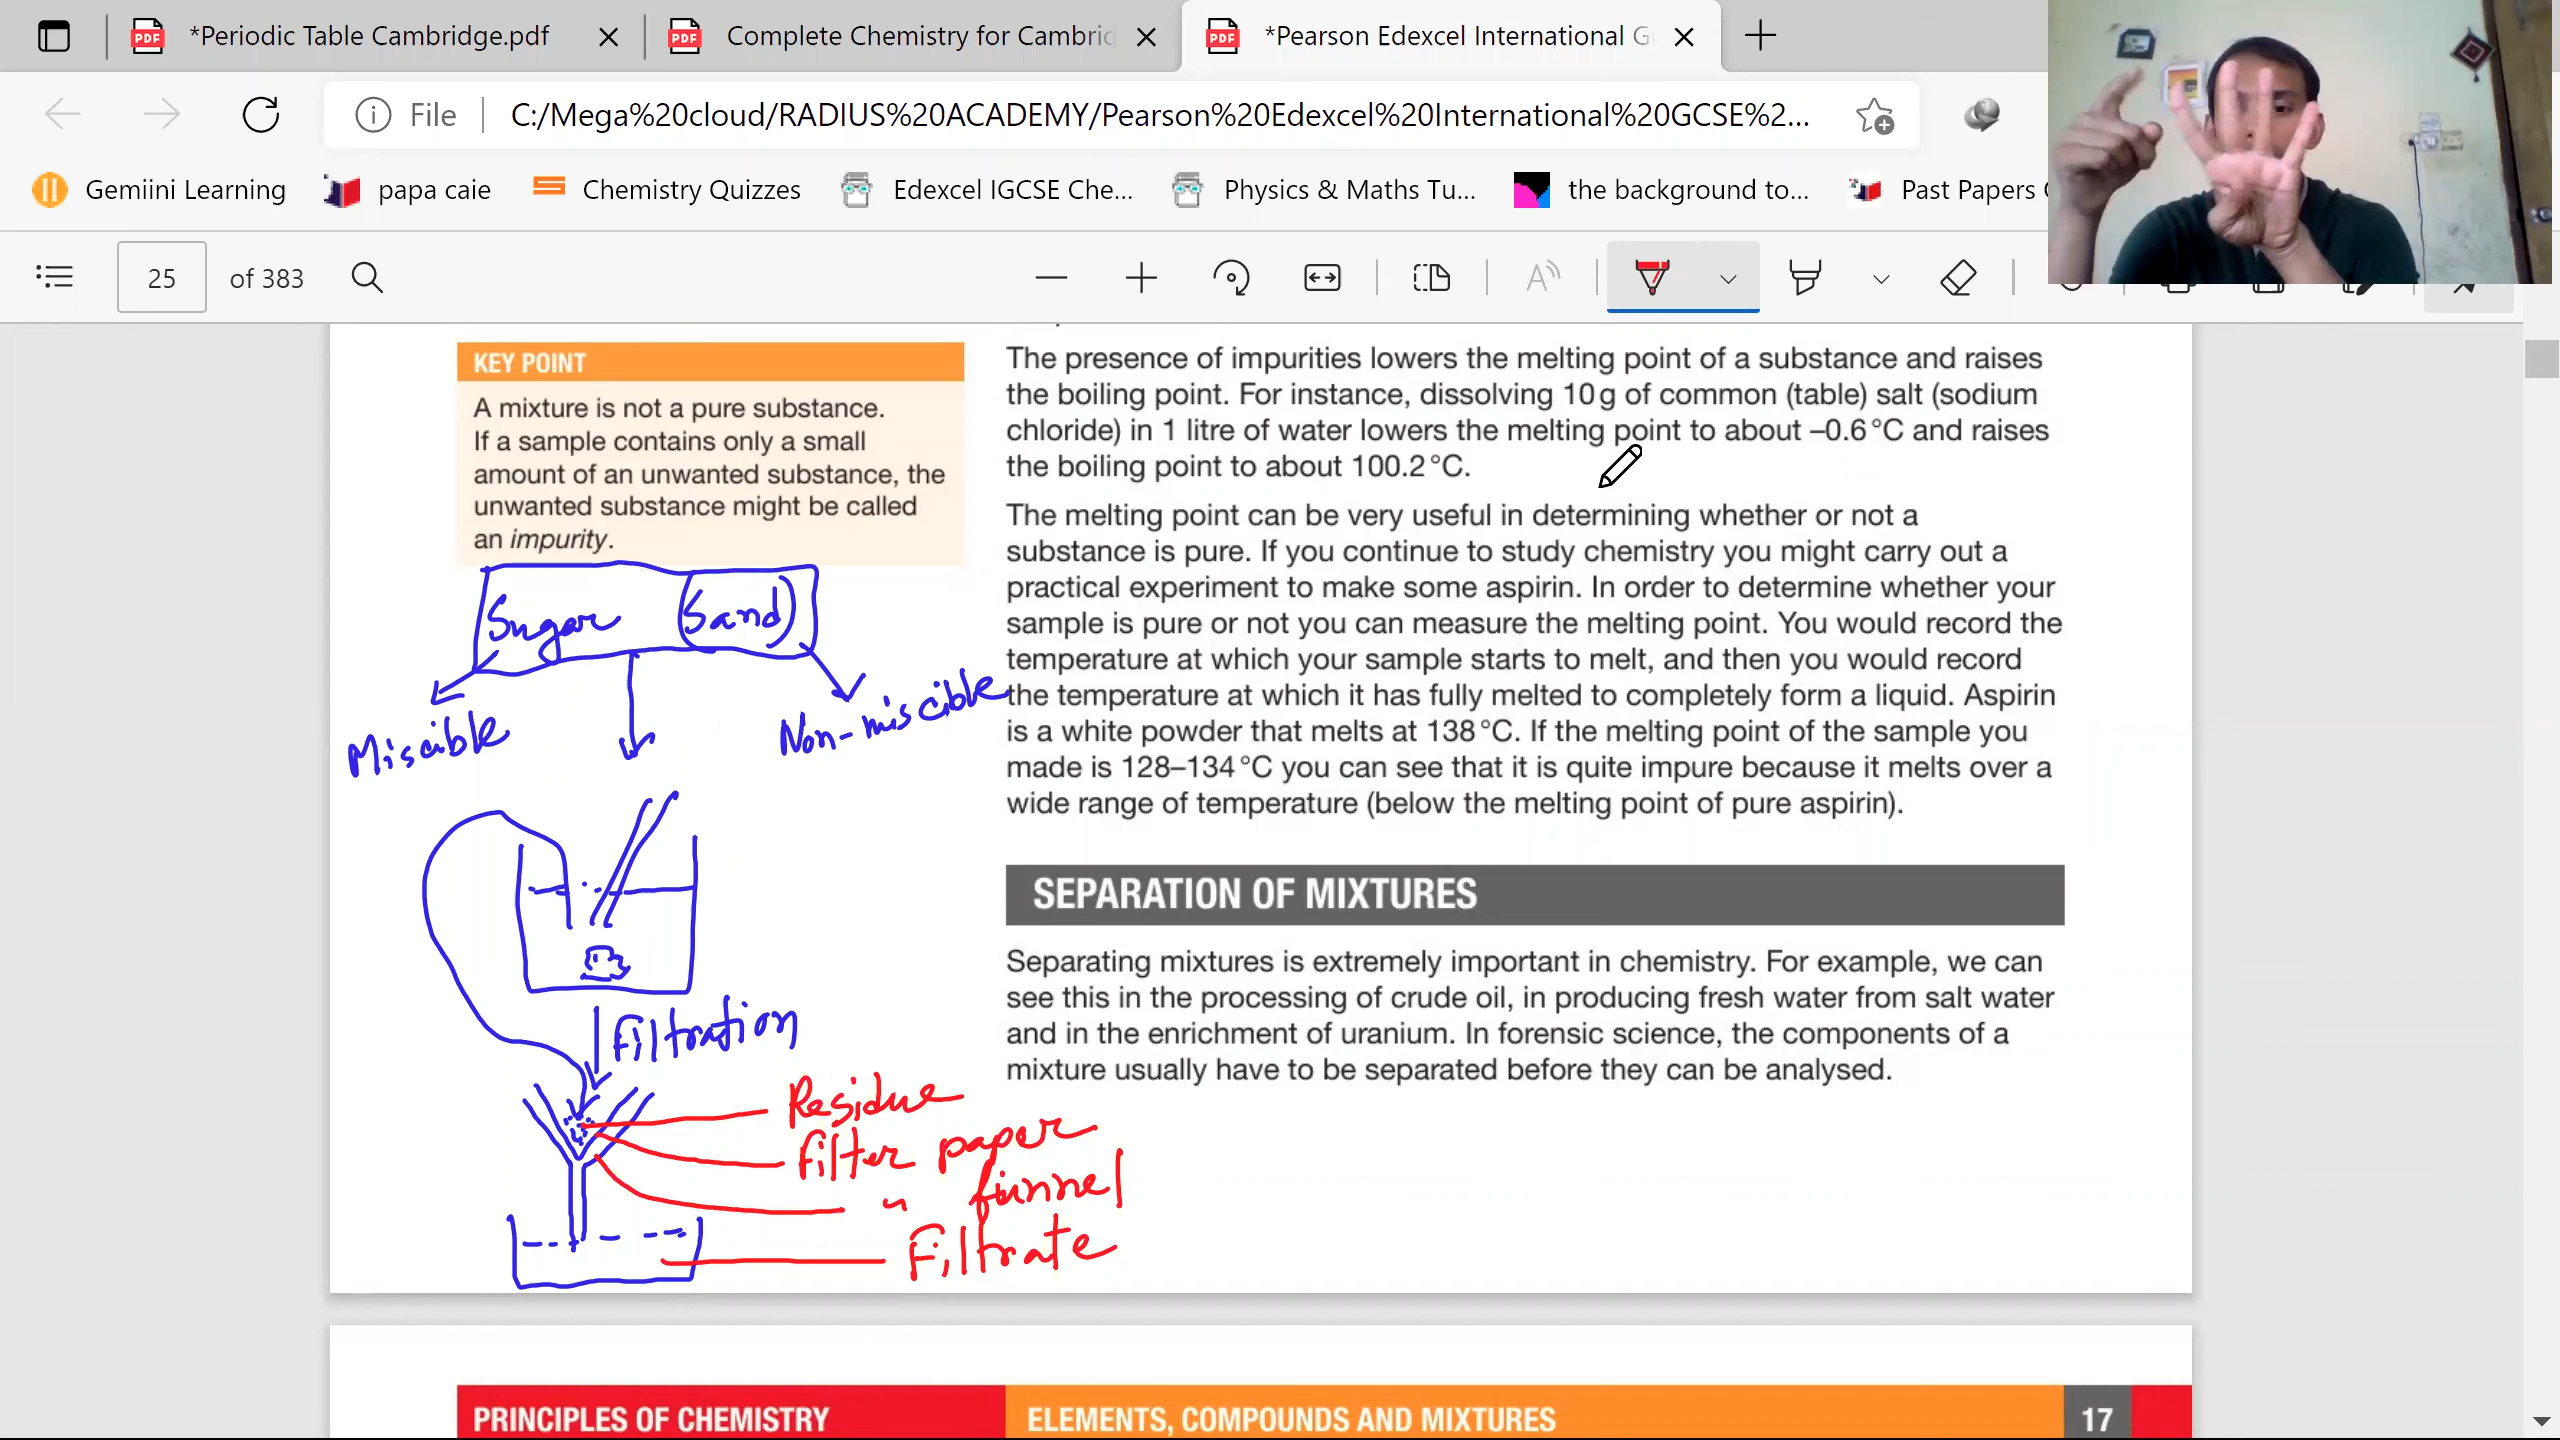 *Periodic Table Cambridge.pdf
Complete Chemistry for Cambrid
*Pearson Edexcel International G
File
C:/Mega%20cloud/RADIUS%20ACADEMY/Pearson%20Edexcel%20International%20GCSE%2...
Gemiini Learning
papa caie
Chemistry Quizzes
Edexcel IGCSE Che...
Physics & Maths Tu...
the background to...
Past Papers
25 of 383
KEY POINT
A mixture is not a pure substance.
If a sample contains only a small
amount of an unwanted substance, the
unwanted substance might be called
an impurity.
Sugar Sand
Miscible
Non-miscible
Filtration
Residue
filter paper
" funnel
Filtrate
The presence of impurities lowers the melting point of a substance and raises
the boiling point. For instance, dissolving 10 g of common (table) salt (sodium
chloride) in 1 litre of water lowers the melting point to about –0.6 °C and raises
the boiling point to about 100.2 °C.
The melting point can be very useful in determining whether or not a
substance is pure. If you continue to study chemistry you might carry out a
practical experiment to make some aspirin. In order to determine whether your
sample is pure or not you can measure the melting point. You would record the
temperature at which your sample starts to melt, and then you would record
the temperature at which it has fully melted to completely form a liquid. Aspirin
is a white powder that melts at 138 °C. If the melting point of the sample you
made is 128–134 °C you can see that it is quite impure because it melts over a
wide range of temperature (below the melting point of pure aspirin).
SEPARATION OF MIXTURES
Separating mixtures is extremely important in chemistry. For example, we can
see this in the processing of crude oil, in producing fresh water from salt water
and in the enrichment of uranium. In forensic science, the components of a
mixture usually have to be separated before they can be analysed.
PRINCIPLES OF CHEMISTRY
ELEMENTS, COMPOUNDS AND MIXTURES
17